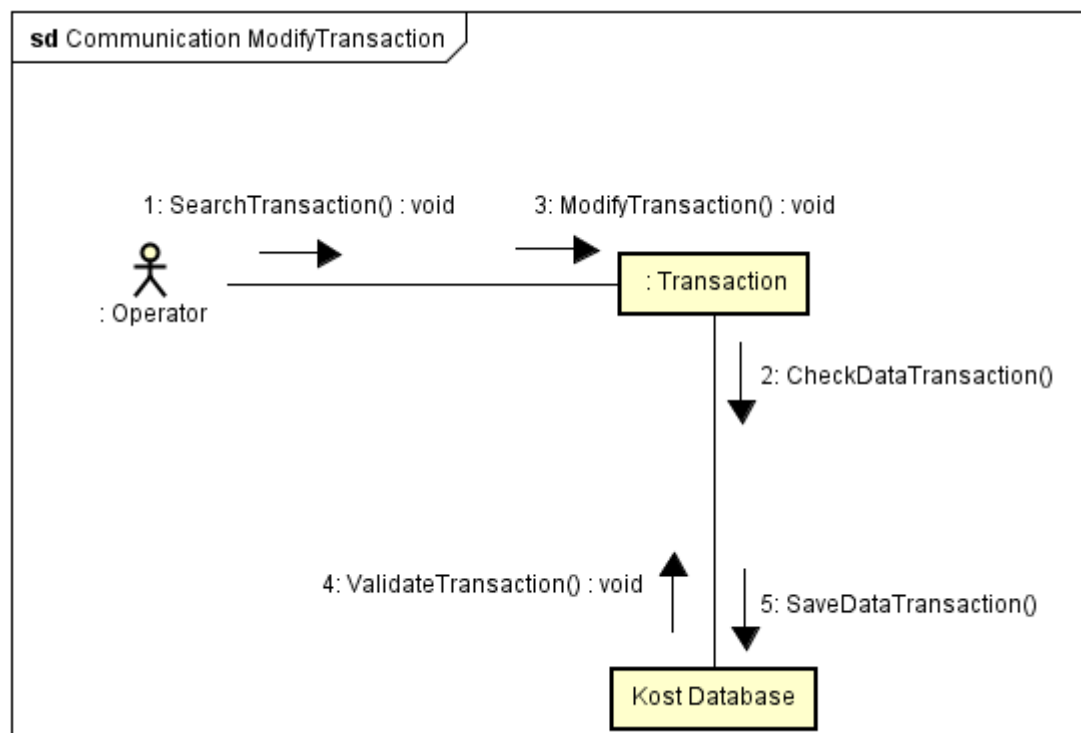 sd Communication ModifyTransaction
1: SearchTransaction() : void
3: ModifyTransaction() : void
: Operator
: Transaction
2: CheckDataTransaction()
4: ValidateTransaction() : void
5: SaveDataTransaction()
Kost Database